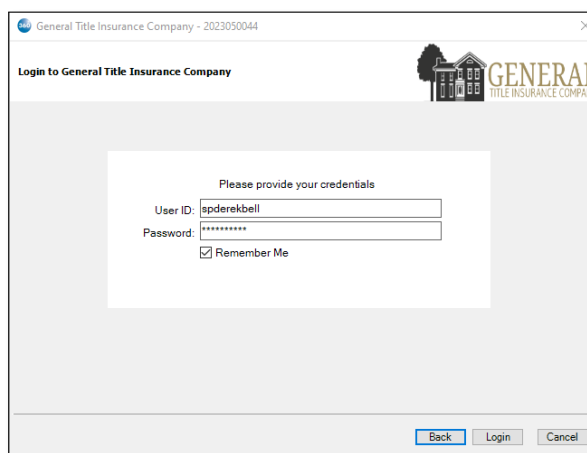 360 General Title Insurance Company - 2023050044
Login to General Title Insurance Company
GENERAL
TITLE INSURANCE COMPA
Please provide your credentials
User ID: spderekbell
Password: **********
Remember Me
Back Login Cancel